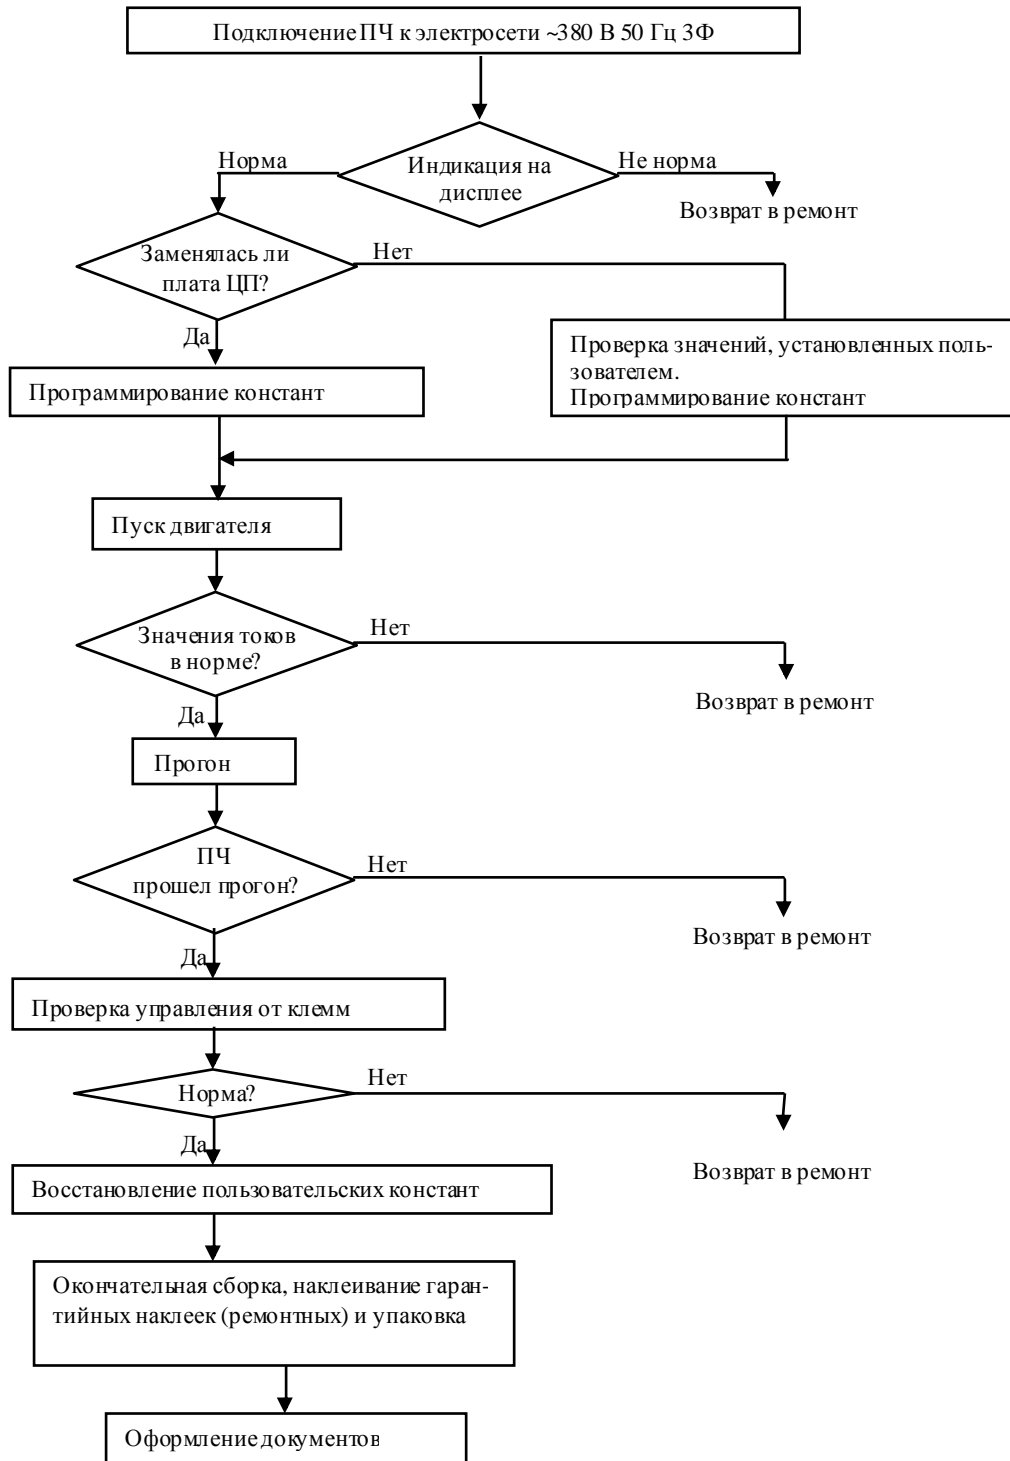 Подключение ПЧ к электросети ~380 В 50 Гц 3Ф
Норма
Индикация на
дисплее
Не норма
Возврат в ремонт
Заменялась ли
плата ЦП?
Нет
Да
Проверка значений, установленных поль-
зователем.
Программирование констант
Программирование констант
Пуск двигателя
Значения токов
в норме?
Нет
Возврат в ремонт
Да
Прогон
ПЧ
прошел прогон?
Нет
Возврат в ремонт
Да
Проверка управления от клемм
Норма?
Нет
Возврат в ремонт
Да
Восстановление пользовательских констант
Окончательная сборка, наклеивание гаран-
тийных наклеек (ремонтных) и упаковка
Оформление документов